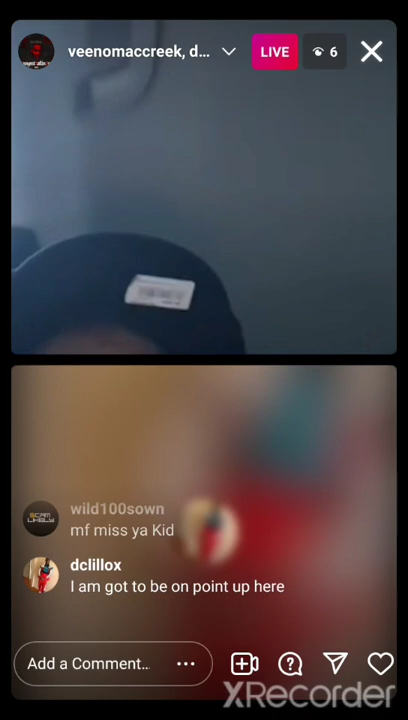 veenomaccreek, d...
LIVE
6
wild100sown
mf miss ya Kid
dclillox
I am got to be on point up here
Add a Comment...
XRecorder